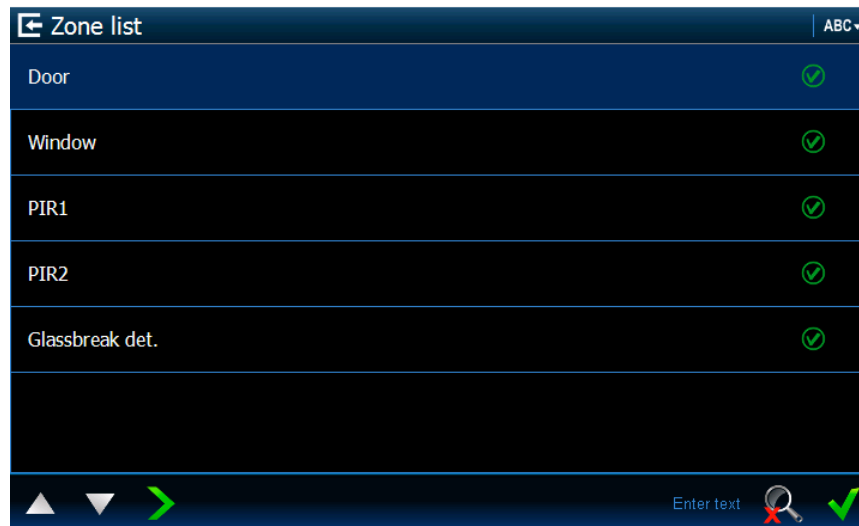 Zone list
ABC
Door
Window
PIR1
PIR2
Glassbreak det.
Enter text